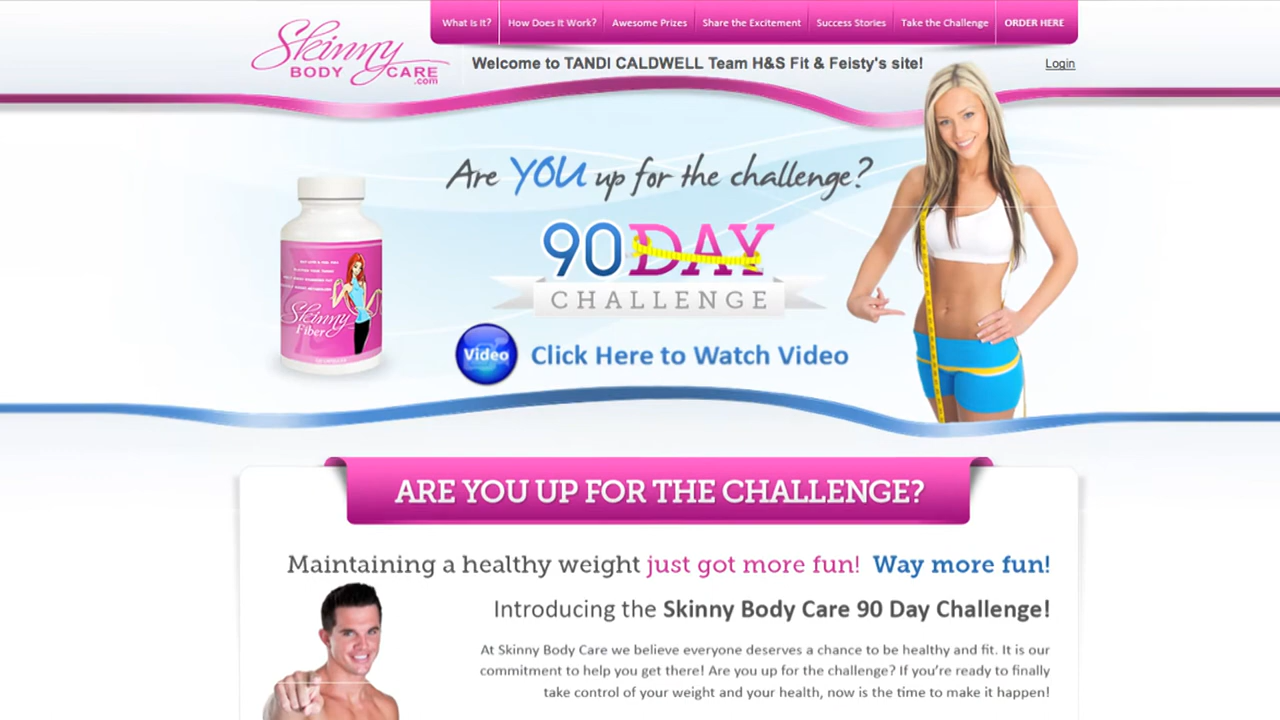 Skinny
BODY CARE
.com
What Is It? How Does It Work? Awesome Prizes Share the Excitement Success Stories Take the Challenge ORDER HERE
Welcome to TANDI CALDWELL Team H&S Fit & Feisty's site!
Login
Are YOU up for the challenge?
90 DAY
CHALLENGE
Skinny
Fiber
Video
Click Here to Watch Video
ARE YOU UP FOR THE CHALLENGE?
Maintaining a healthy weight just got more fun! Way more fun!
Introducing the Skinny Body Care 90 Day Challenge!
At Skinny Body Care we believe everyone deserves a chance to be healthy and fit. It is our
commitment to help you get there! Are you up for the challenge? If you’re ready to finally
take control of your weight and your health, now is the time to make it happen!